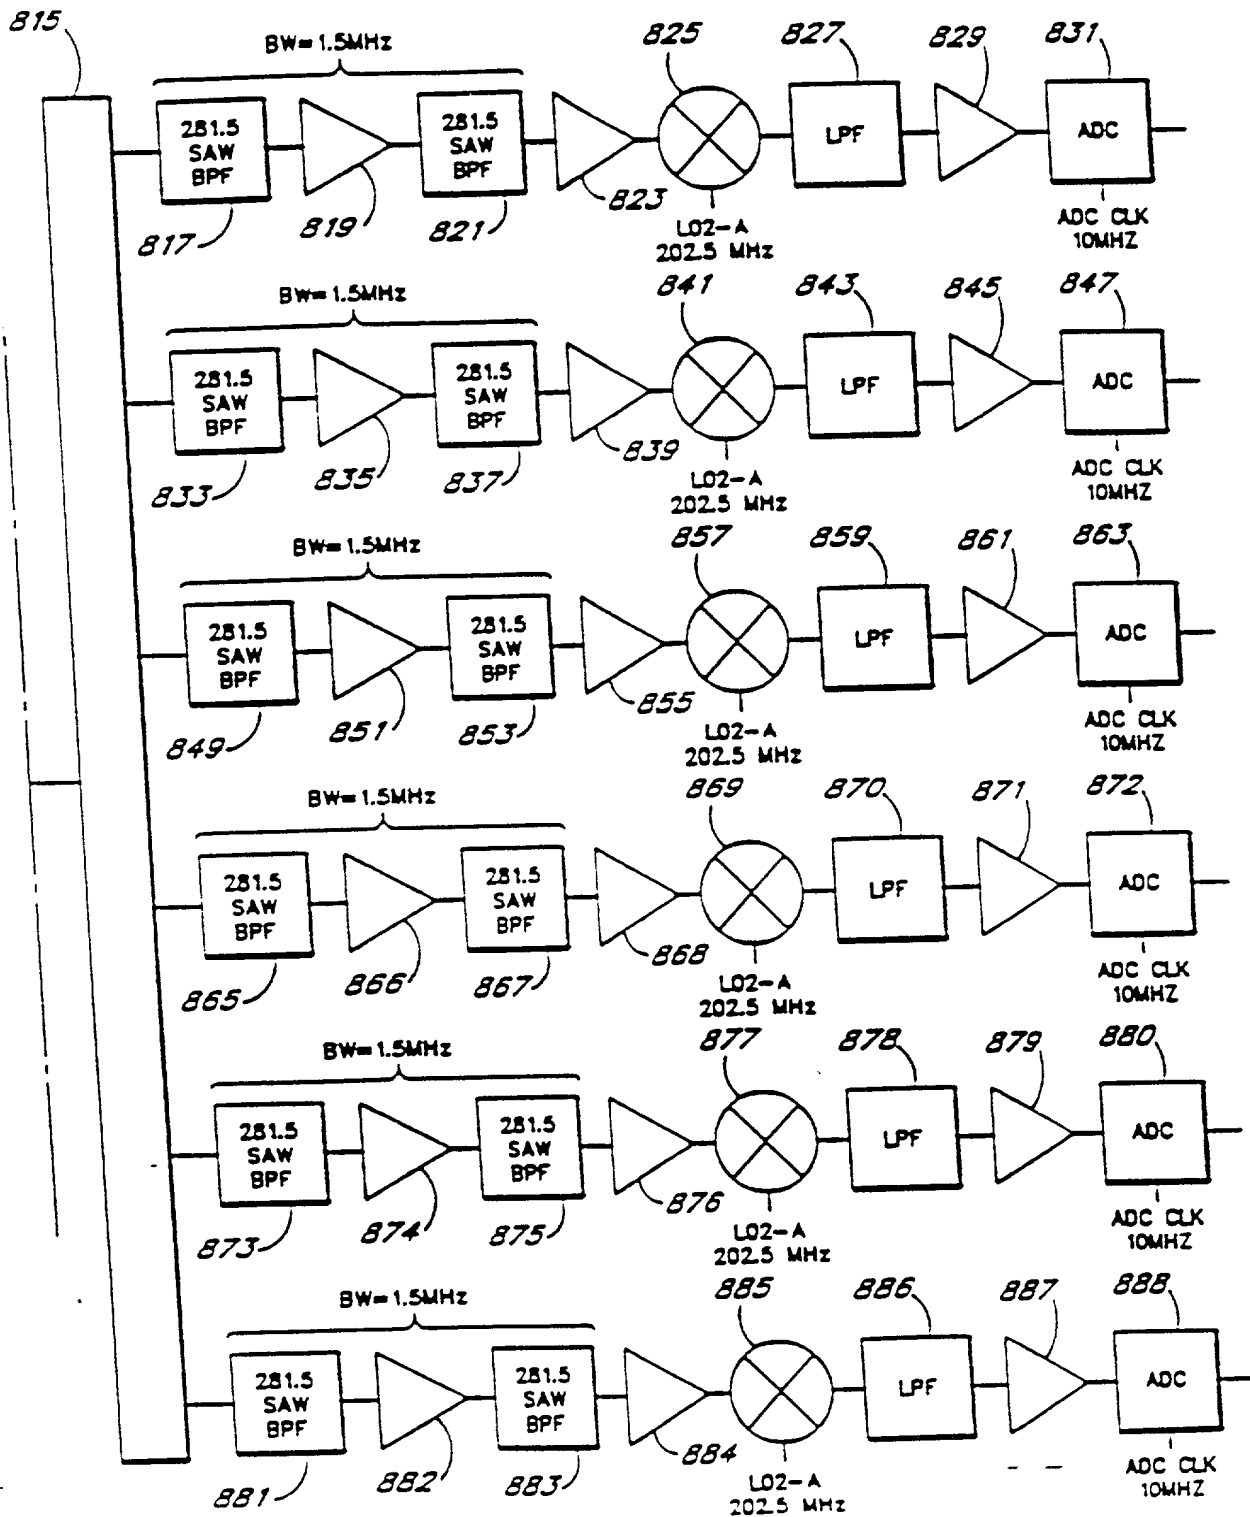 815
BW=1.5MHz
825
827
829
831
281.5
SAW
BPF
281.5
SAW
BPF
LPF
ADC
817
819
821
823
LO2-A
202.5 MHz
ADC CLK
10MHZ
BW=1.5MHz
841
843
845
847
281.5
SAW
BPF
281.5
SAW
BPF
LPF
ADC
833
835
837
839
LO2-A
202.5 MHz
ADC CLK
10MHZ
BW=1.5MHz
857
859
861
863
281.5
SAW
BPF
281.5
SAW
BPF
LPF
ADC
849
851
853
855
LO2-A
202.5 MHz
ADC CLK
10MHZ
BW=1.5MHz
869
870
871
872
281.5
SAW
BPF
281.5
SAW
BPF
LPF
ADC
865
866
867
868
LO2-A
202.5 MHz
ADC CLK
10MHZ
BW=1.5MHz
877
878
879
880
281.5
SAW
BPF
281.5
SAW
BPF
LPF
ADC
873
874
875
876
LO2-A
202.5 MHz
ADC CLK
10MHZ
BW=1.5MHz
885
886
887
888
281.5
SAW
BPF
281.5
SAW
BPF
LPF
ADC
881
882
883
884
LO2-A
202.5 MHz
ADC CLK
10MHZ